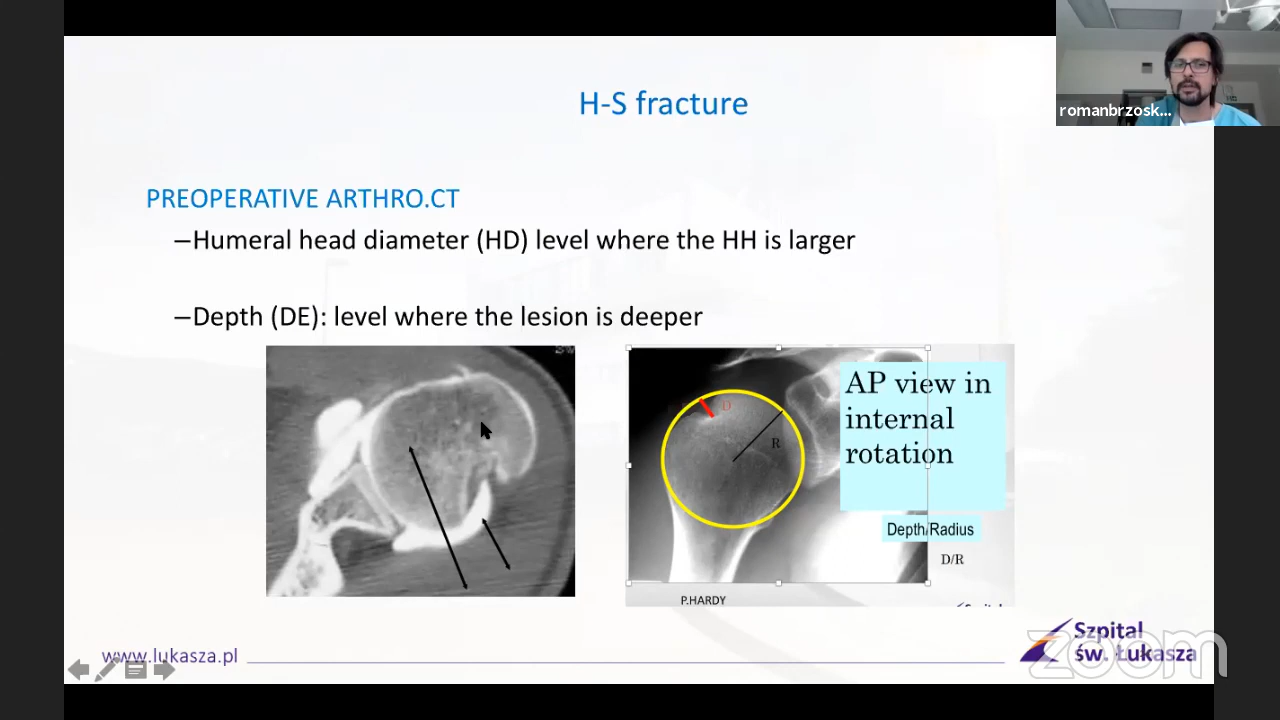 H-S fracture
romanbrzosk...
PREOPERATIVE ARTHRO.CT
–Humeral head diameter (HD) level where the HH is larger
–Depth (DE): level where the lesion is deeper
AP view in
internal
rotation
D
R
Depth/Radius
D/R
P.HARDY
www.lukasza.pl
Szpital
św. Łukasza
zoom